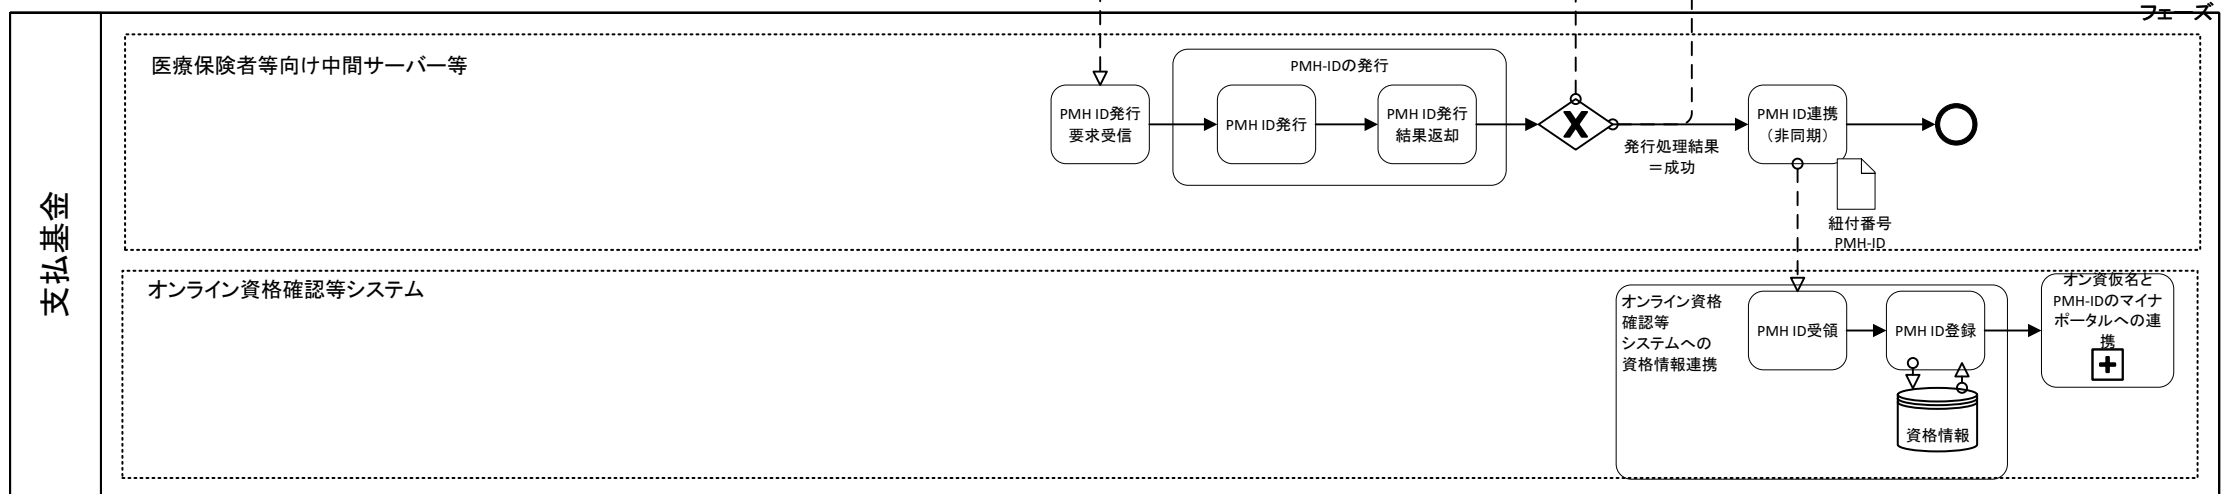 フェーズ
支払基金
医療保険者等向け中間サーバー等
PMH-IDの発行
PMH ID発行
要求受信
PMH ID発行
PMH ID発行
結果返却
X
発行処理結果
＝成功
PMH ID連携
（非同期）
紐付番号
PMH-ID
オンライン資格確認等システム
オンライン資格
確認等
システムへの
資格情報連携
PMH ID受領
PMH ID登録
資格情報
オン資仮名と
PMH-IDのマイナ
ポータルへの連
携